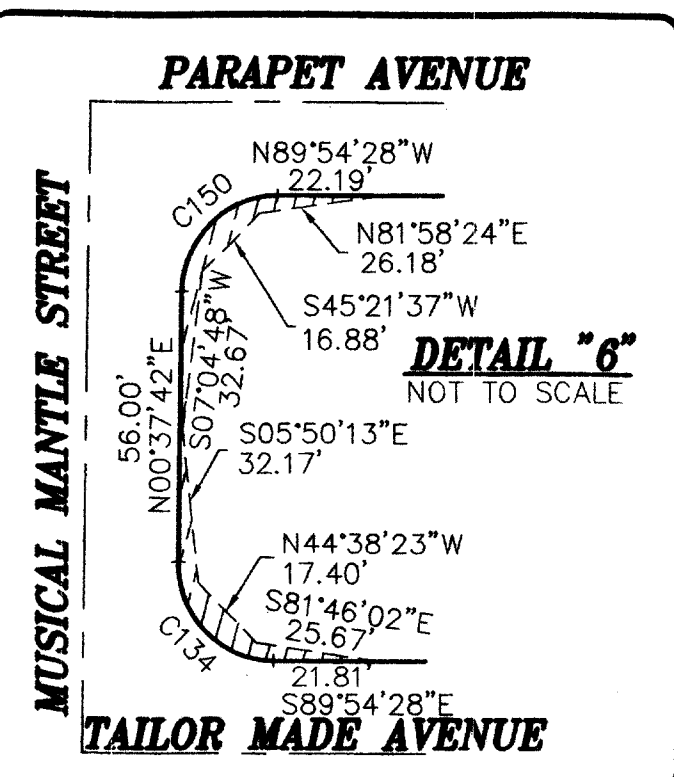 PARAPET AVENUE
N89°54'28"W
22.19'
C150
N81°58'24"E
26.18'
S45°21'37"W
16.88'
DETAIL "6"
NOT TO SCALE
MUSICAL MANTLE STREET
56.00'
N00°37'42"E
S07°04'48"W
32.67'
S05°50'13"E
32.17'
N44°38'23"W
17.40'
S81°46'02"E
25.67'
C134
21.81'
S89°54'28"E
TAILOR MADE AVENUE